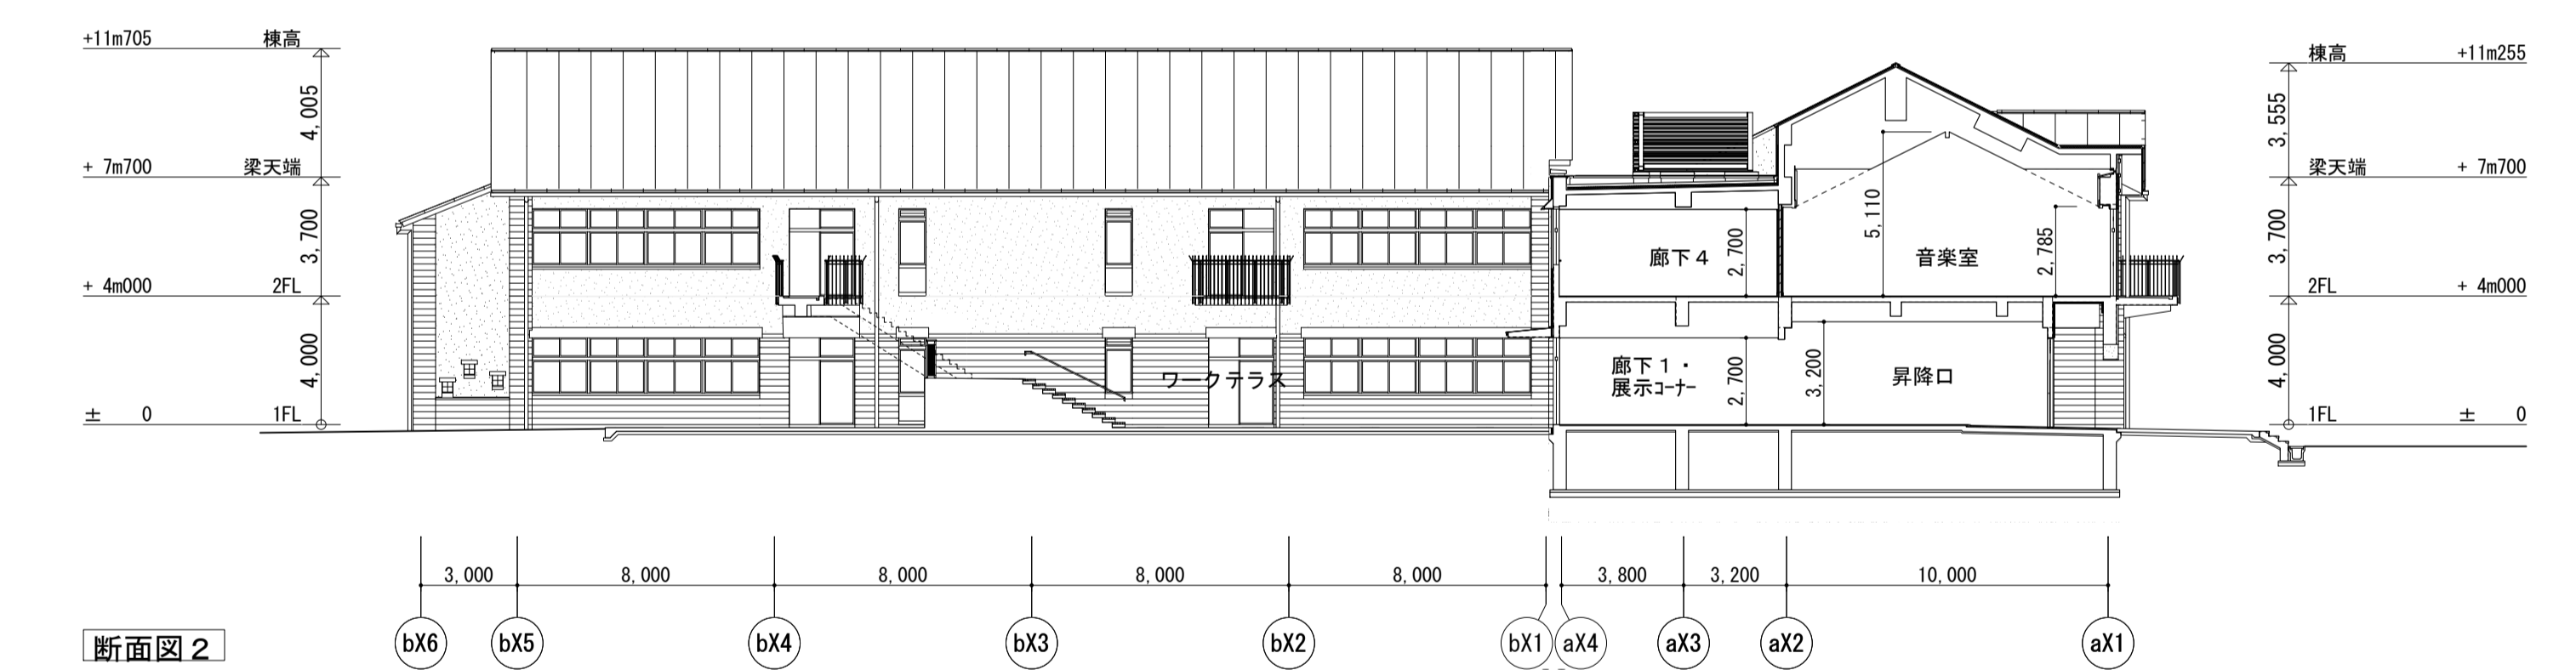 +11m705 棟高
4,005
+ 7m700 梁天端
3,700
+ 4m000 2FL
4,000
± 0 1FL
棟高 +11m255
3,555
梁天端 + 7m700
3,700
2FL + 4m000
4,000
1FL ± 0
5,110
廊下４
2,700
音楽室
2,785
ワークテラス
廊下１・
展示ｺｰﾅｰ
2,700
3,200
昇降口
3,000
8,000
8,000
8,000
8,000
3,800
3,200
10,000
bX6
bX5
bX4
bX3
bX2
bX1
aX4
aX3
aX2
aX1
断面図２